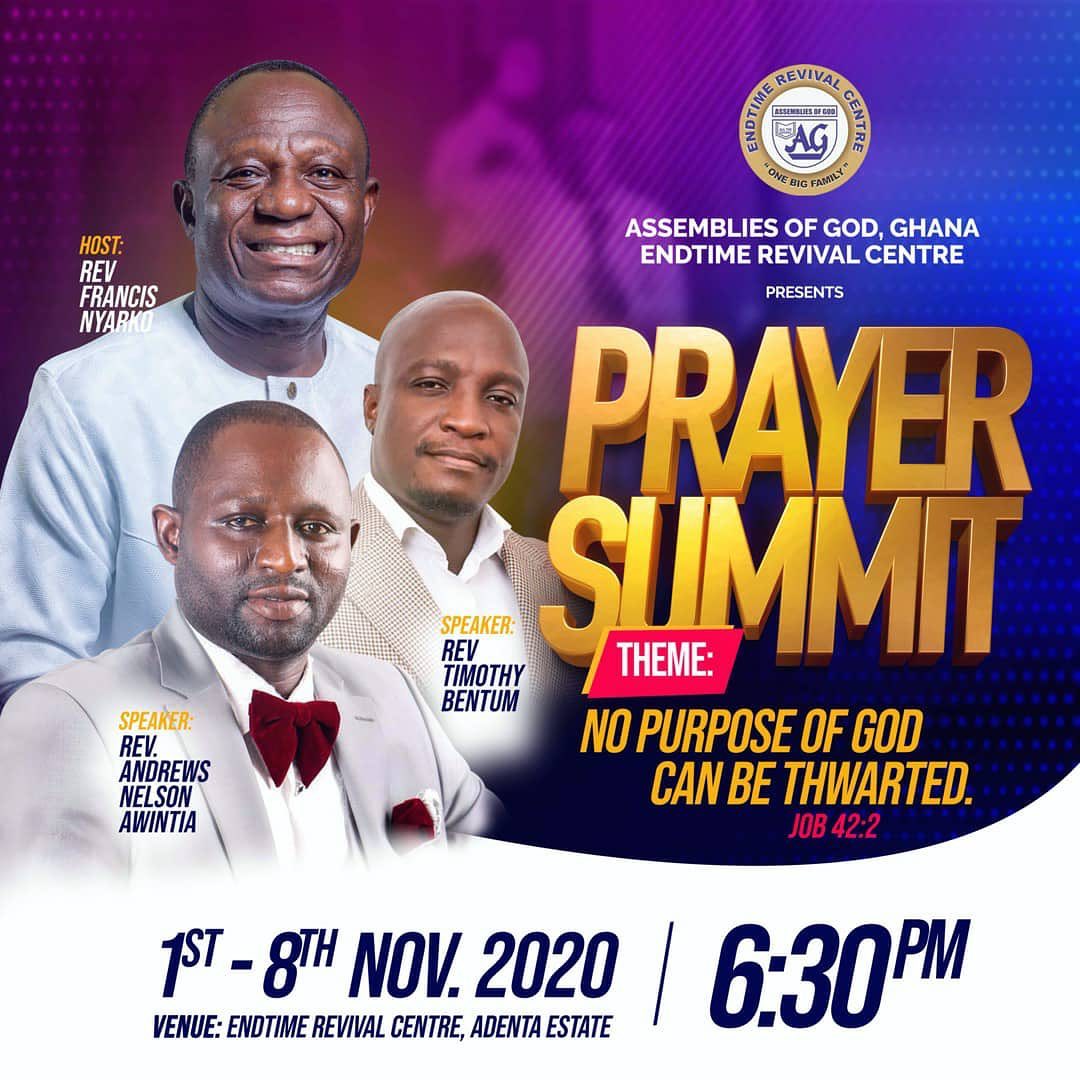 ENDTIME REVIVAL CENTRE
ASSEMBLIES OF GOD
AG
"ONE BIG FAMILY"
ASSEMBLIES OF GOD, GHANA
ENDTIME REVIVAL CENTRE
PRESENTS
PRAYER
SUMMIT
THEME:
NO PURPOSE OF GOD
CAN BE THWARTED.
JOB 42:2
HOST:
REV
FRANCIS
NYARKO
SPEAKER:
REV
TIMOTHY
BENTUM
SPEAKER:
REV.
ANDREWS
NELSON
AWINTIA
1ST - 8TH NOV. 2020
6:30PM
VENUE: ENDTIME REVIVAL CENTRE, ADENTA ESTATE